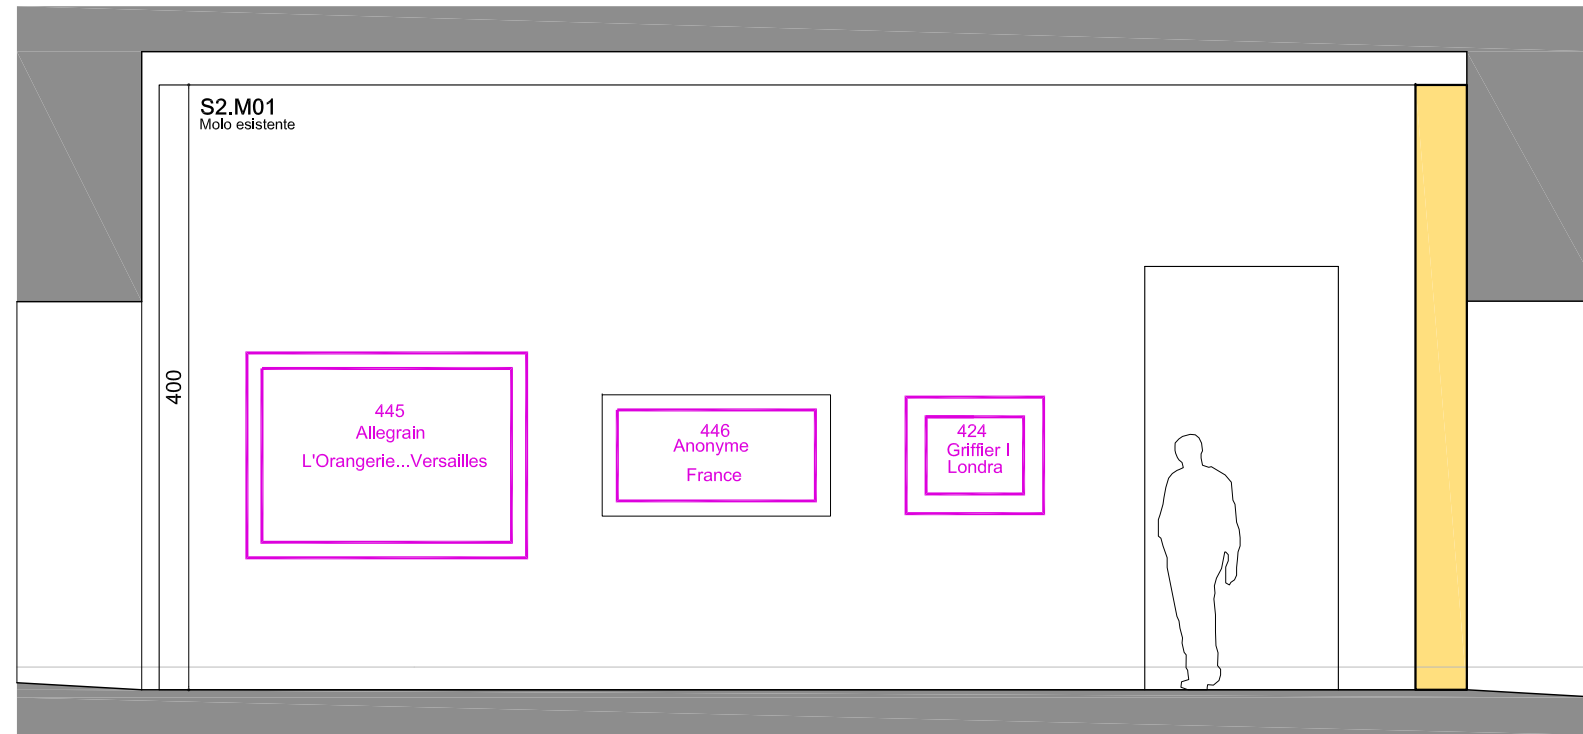 S2.M01
Molo esistente
400
445
Allegrain
L'Orangerie...Versailles
446
Anonyme
France
424
Griffier I
Londra